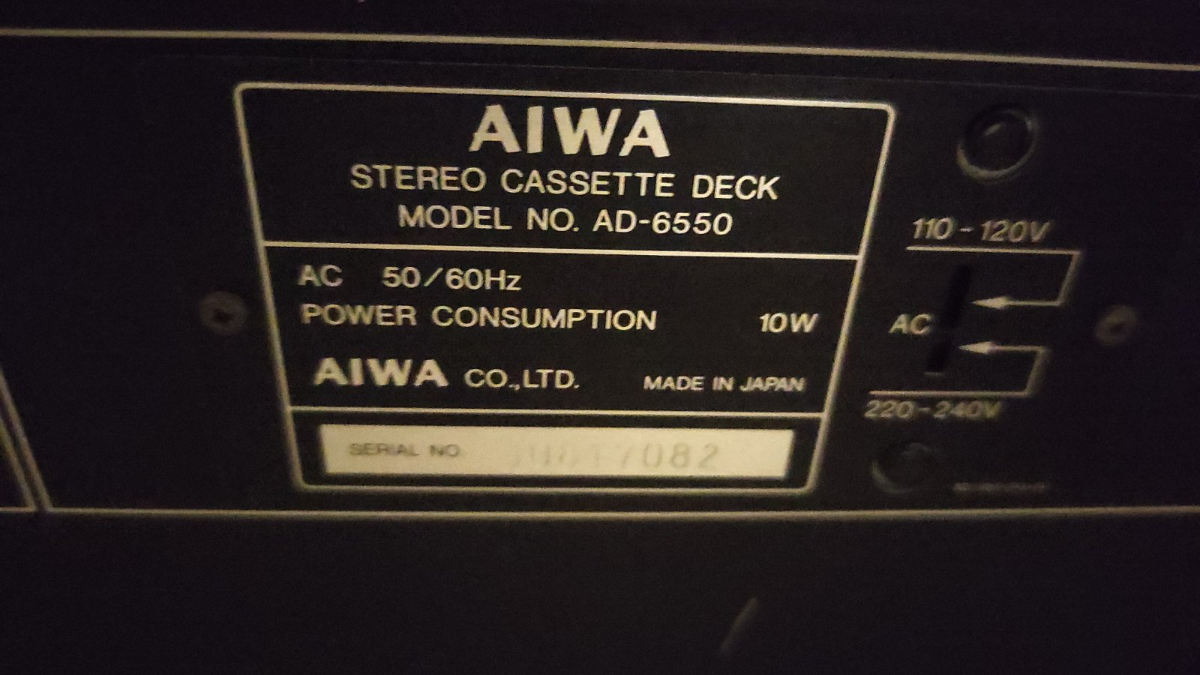 AIWA
STEREO CASSETTE DECK
MODEL NO. AD-6550
AC 50/60Hz
POWER CONSUMPTION 10W
AIWA CO.,LTD. MADE IN JAPAN
SERIAL NO.
110-120V
AC
220-240V